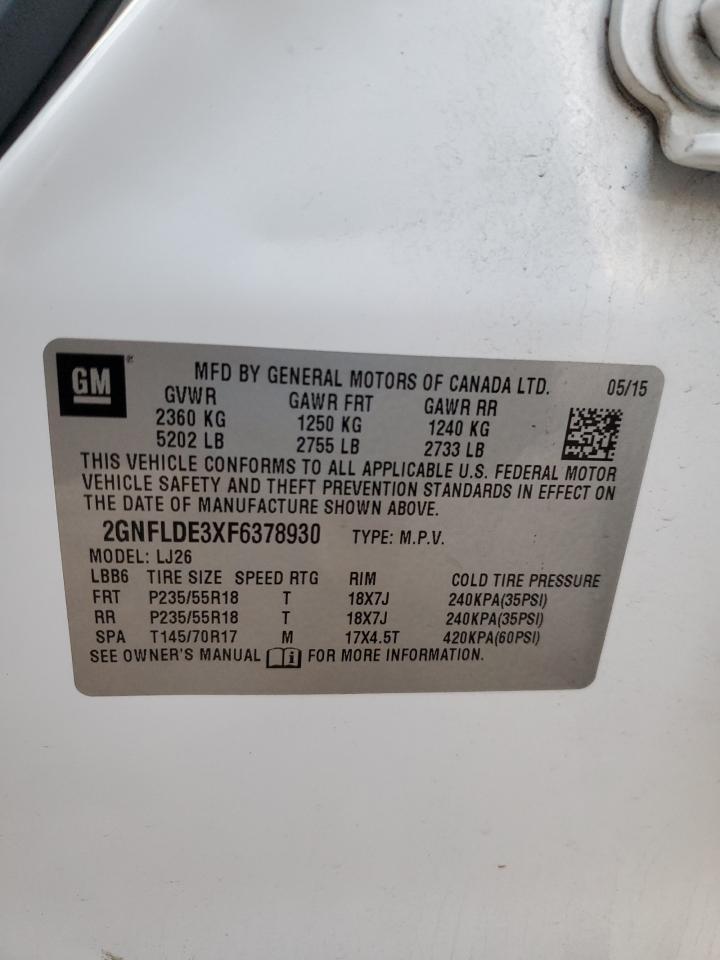 GM ® MFD BY GENERAL MOTORS OF CANADA LTD. 05/15
GVWR GAWR FRT GAWR RR
2360 KG 1250 KG 1240 KG
5202 LB 2755 LB 2733 LB
THIS VEHICLE CONFORMS TO ALL APPLICABLE U.S. FEDERAL MOTOR
VEHICLE SAFETY AND THEFT PREVENTION STANDARDS IN EFFECT ON
THE DATE OF MANUFACTURE SHOWN ABOVE.
2GNFLDE3XF6378930 TYPE: M.P.V.
MODEL: LJ26
LBB6 TIRE SIZE SPEED RTG RIM COLD TIRE PRESSURE
FRT P235/55R18 T 18X7J 240KPA(35PSI)
RR P235/55R18 T 18X7J 240KPA(35PSI)
SPA T145/70R17 M 17X4.5T 420KPA(60PSI)
SEE OWNER'S MANUAL i FOR MORE INFORMATION.